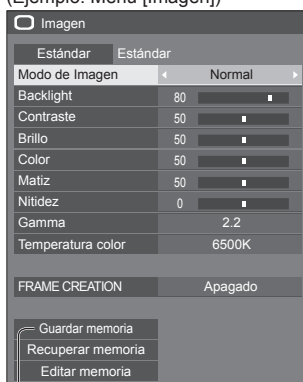 (Ejemplo: Menú [Imagen])
Imagen
Estándar Estándar
Modo de Imagen Normal
Backlight 80
Contraste 50
Brillo 50
Color 50
Matiz 50
Nitidez 0
Gamma 2.2
Temperatura color 6500K
FRAME CREATION Apagado
Guardar memoria
Recuperar memoria
Editar memoria